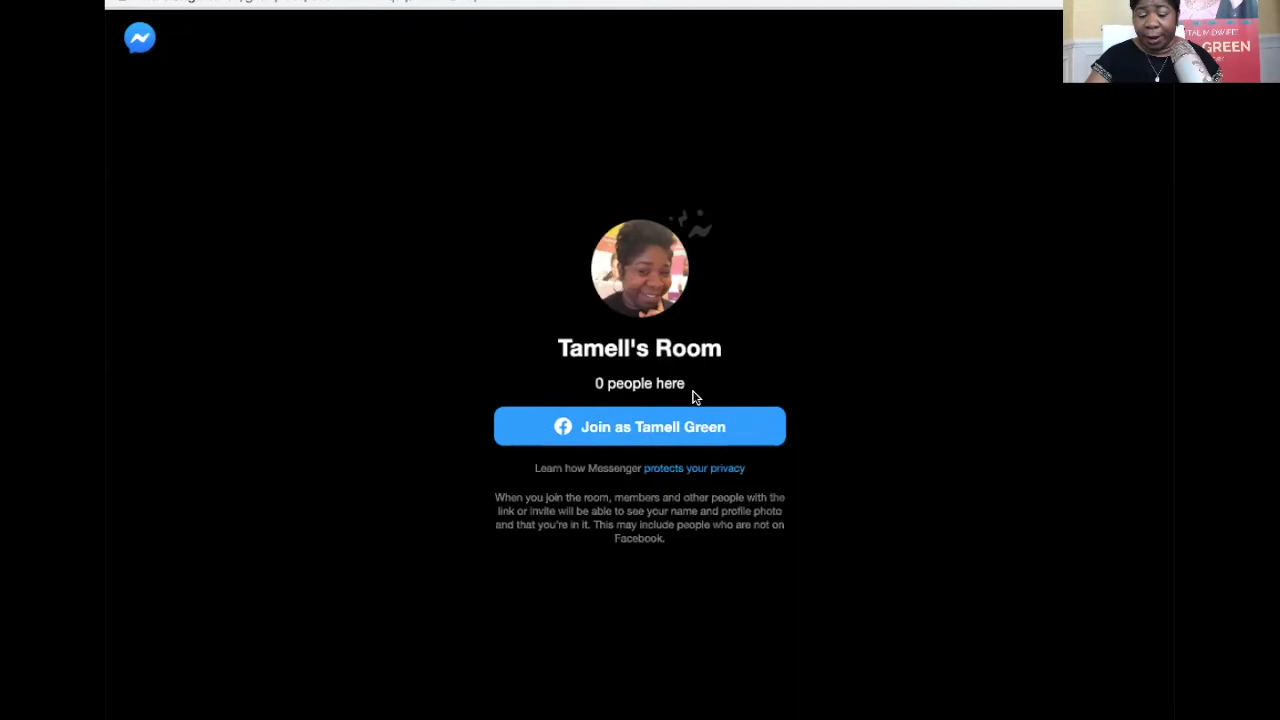 TAL MIDWIFE
GREEN
Tamell's Room
0 people here
Join as Tamell Green
Learn how Messenger protects your privacy
When you join the room, members and other people with the
link or invite will be able to see your name and profile photo
and that you're in it. This may include people who are not on
Facebook.